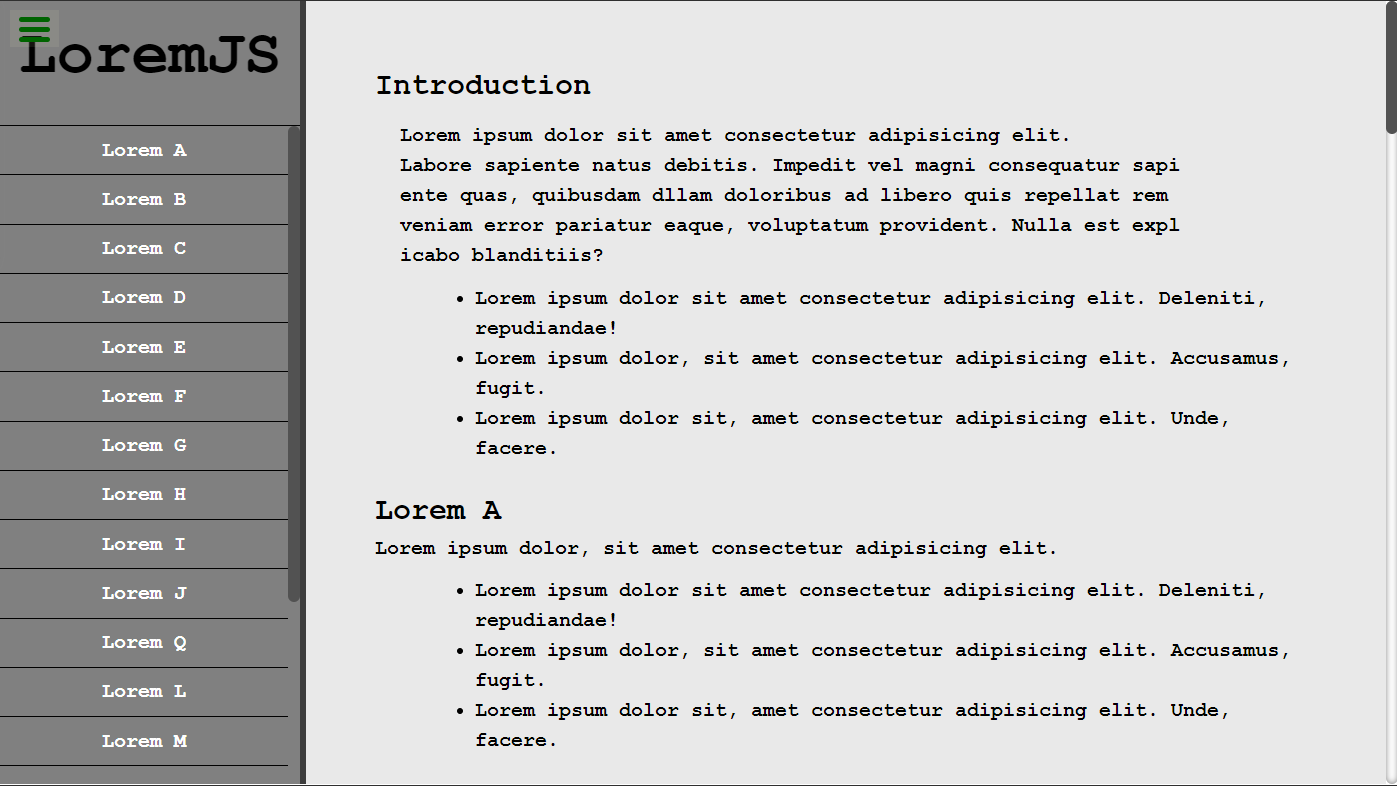 LoremJS
Lorem A
Lorem B
Lorem C
Lorem D
Lorem E
Lorem F
Lorem G
Lorem H
Lorem I
Lorem J
Lorem Q
Lorem L
Lorem M
Introduction
Lorem ipsum dolor sit amet consectetur adipisicing elit.
Labore sapiente natus debitis. Impedit vel magni consequatur sapi
ente quas, quibusdam dllam doloribus ad libero quis repellat rem
veniam error pariatur eaque, voluptatum provident. Nulla est expl
icabo blanditiis?
• Lorem ipsum dolor sit amet consectetur adipisicing elit. Deleniti,
repudiandae!
• Lorem ipsum dolor, sit amet consectetur adipisicing elit. Accusamus,
fugit.
• Lorem ipsum dolor sit, amet consectetur adipisicing elit. Unde,
facere.
Lorem A
Lorem ipsum dolor, sit amet consectetur adipisicing elit.
• Lorem ipsum dolor sit amet consectetur adipisicing elit. Deleniti,
repudiandae!
• Lorem ipsum dolor, sit amet consectetur adipisicing elit. Accusamus,
fugit.
• Lorem ipsum dolor sit, amet consectetur adipisicing elit. Unde,
facere.